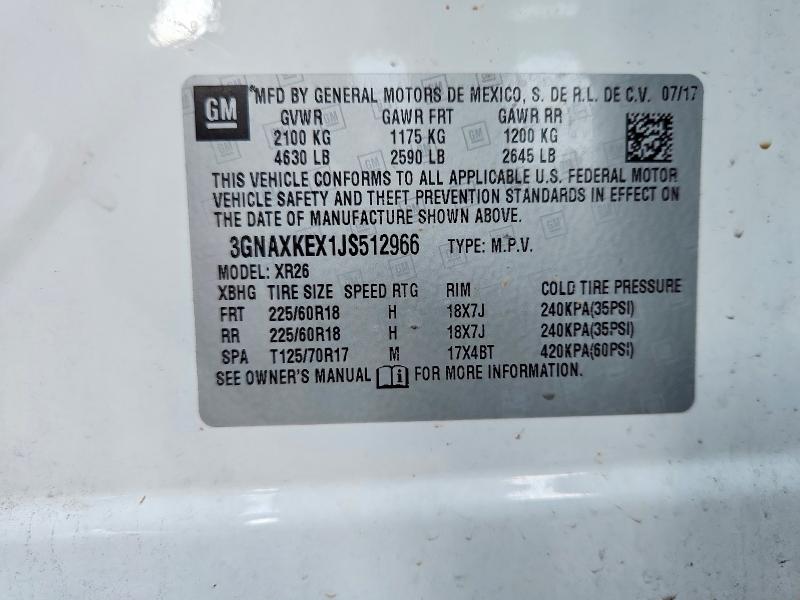 GM *MFD BY GENERAL MOTORS DE MEXICO, S. DE R.L. DE C.V. 07/17
GVWR GAWR FRT GAWR RR
2100 KG 1175 KG 1200 KG
4630 LB 2590 LB 2645 LB
THIS VEHICLE CONFORMS TO ALL APPLICABLE U.S. FEDERAL MOTOR
VEHICLE SAFETY AND THEFT PREVENTION STANDARDS IN EFFECT ON
THE DATE OF MANUFACTURE SHOWN ABOVE.
3GNAXKEX1JS512966 TYPE: M.P.V.
MODEL: XR26
XBHG TIRE SIZE SPEED RTG RIM COLD TIRE PRESSURE
FRT 225/60R18 H 18X7J 240KPA(35PSI)
RR 225/60R18 H 18X7J 240KPA(35PSI)
SPA T125/70R17 M 17X4BT 420KPA(60PSI)
SEE OWNER'S MANUAL FOR MORE INFORMATION.